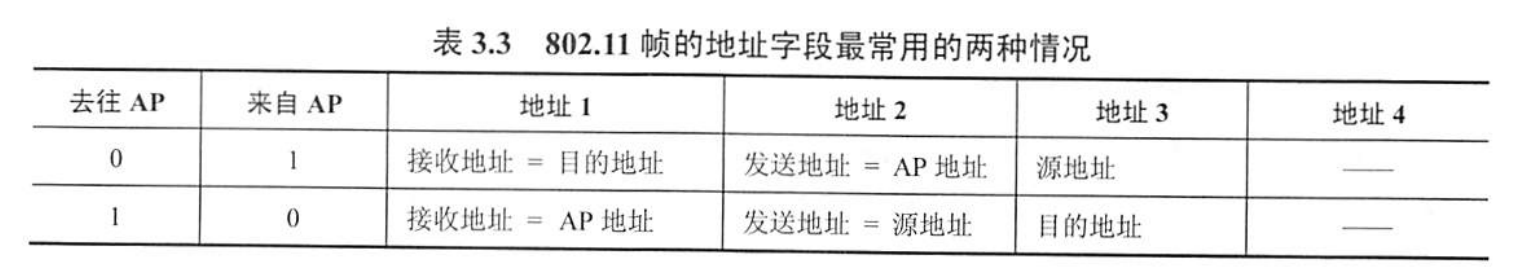 表 3.3 802.11 帧的地址字段最常用的两种情况
去往 AP 来自 AP 地址 1 地址 2 地址 3 地址 4
0 1 接收地址 = 目的地址 发送地址 = AP 地址 源地址 ——
1 0 接收地址 = AP 地址 发送地址 = 源地址 目的地址 ——